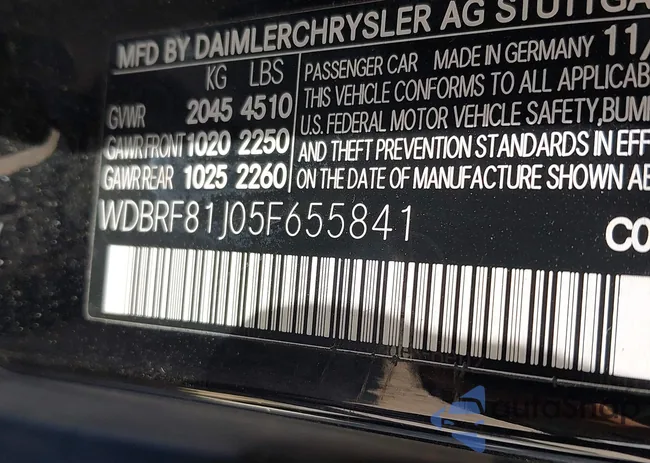 MFD BY DAIMLERCHRYSLER AG STUTTGA
KG LBS
GVWR 2045 4510
GAWR FRONT 1020 2250
GAWR REAR 1025 2260
PASSENGER CAR MADE IN GERMANY 11/
THIS VEHICLE CONFORMS TO ALL APPLICAB
U.S. FEDERAL MOTOR VEHICLE SAFETY, BUM
AND THEFT PREVENTION STANDARDS IN EFF
ON THE DATE OF MANUFACTURE SHOWN AB
WDBRF81J05F655841
CO
autoShop